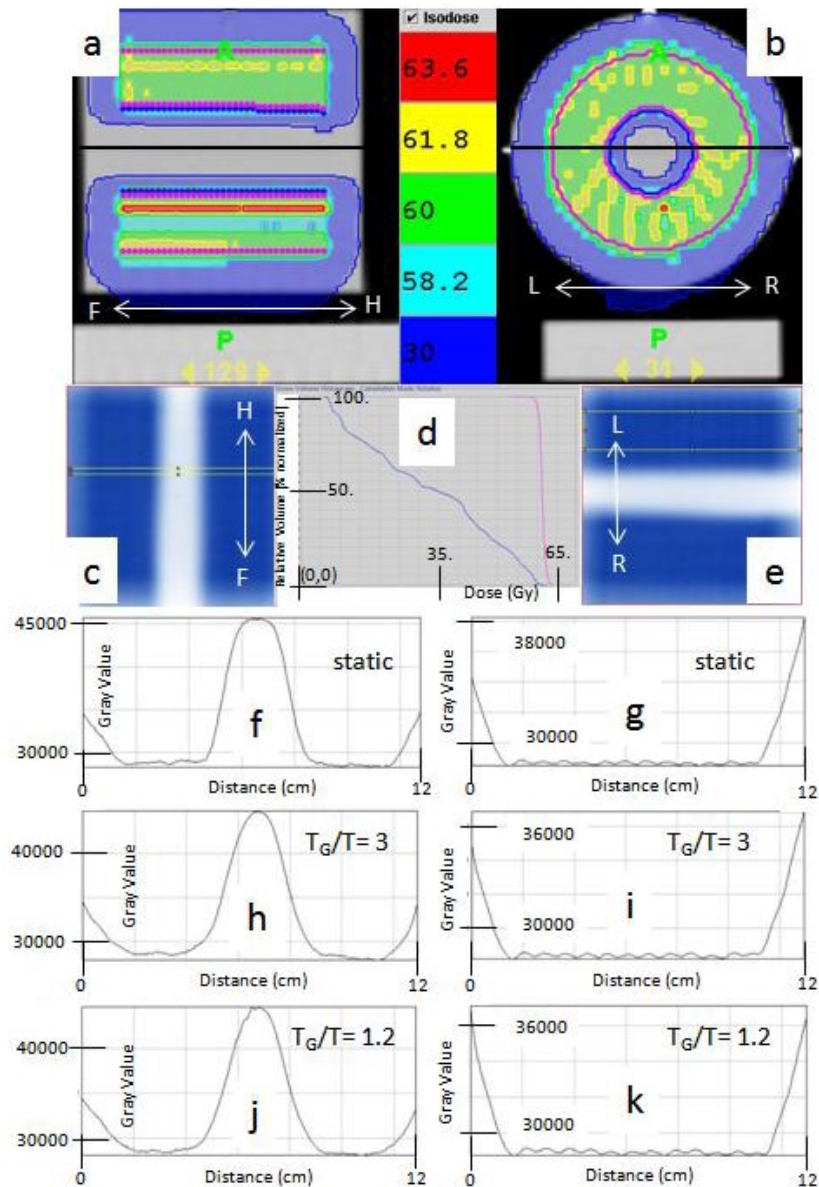 a
A
F
H
P
129
✔ Isodose
63.6
61.8
60
58.2
30
b
A
L
R
P
31
H
F
c
100.
50.
d
35.
65.
(0,0)
Dose (Gy)
Relative Volume (% normalized)
L
R
e
45000
30000
Gray Value
static
f
0
12
Distance (cm)
38000
30000
Gray Value
static
g
0
12
Distance (cm)
40000
30000
Gray Value
TG/T= 3
h
0
12
Distance (cm)
36000
30000
Gray Value
TG/T= 3
i
0
12
Distance (cm)
40000
30000
Gray Value
TG/T= 1.2
j
0
12
Distance (cm)
36000
30000
Gray Value
TG/T= 1.2
k
0
12
Distance (cm)